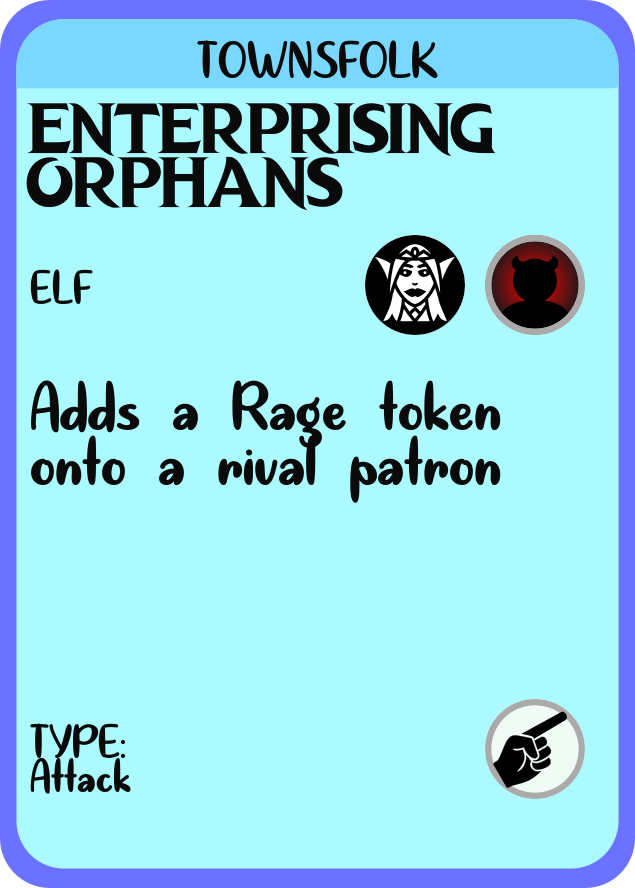 TOWNSFOLK
ENTERPRISING
ORPHANS
ELF
Adds a Rage token
onto a rival patron
TYPE:
Attack